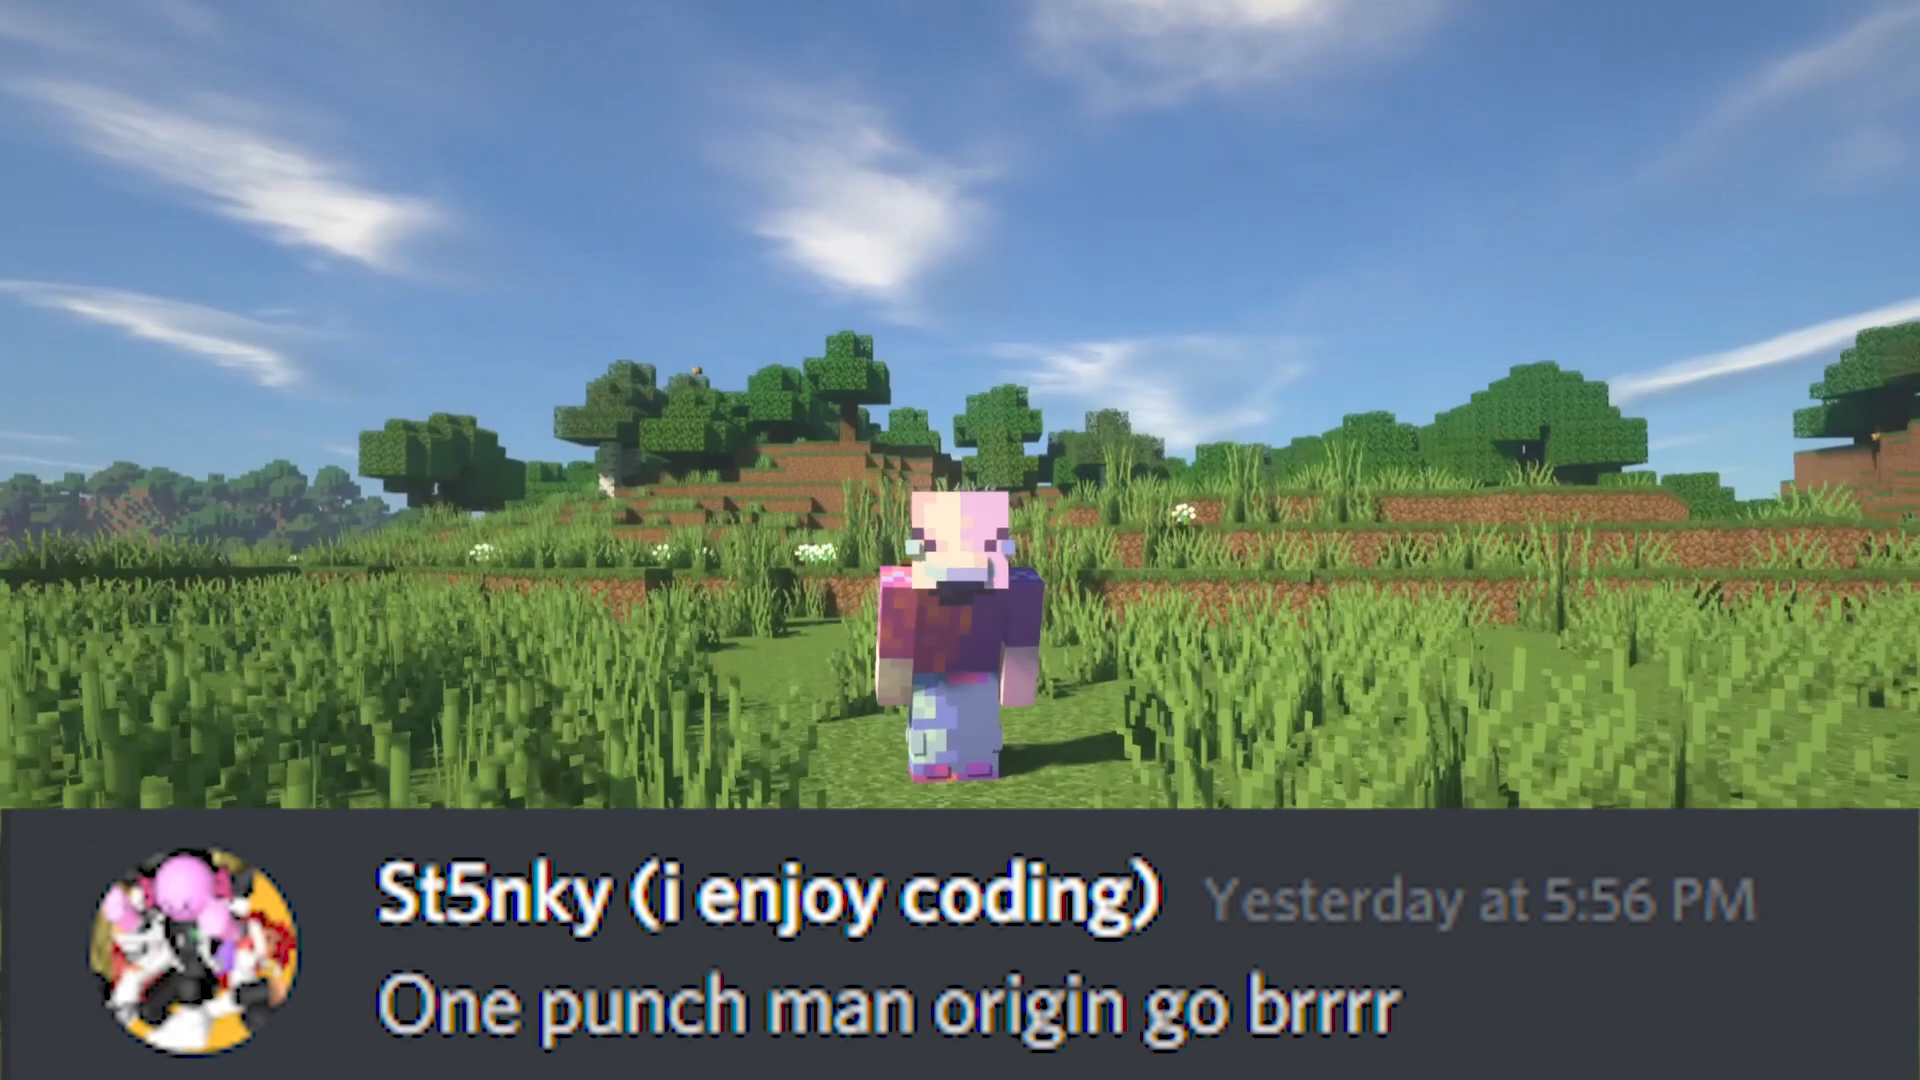 St5nky (i enjoy coding) Yesterday at 5:56 PM
One punch man origin go brrrr